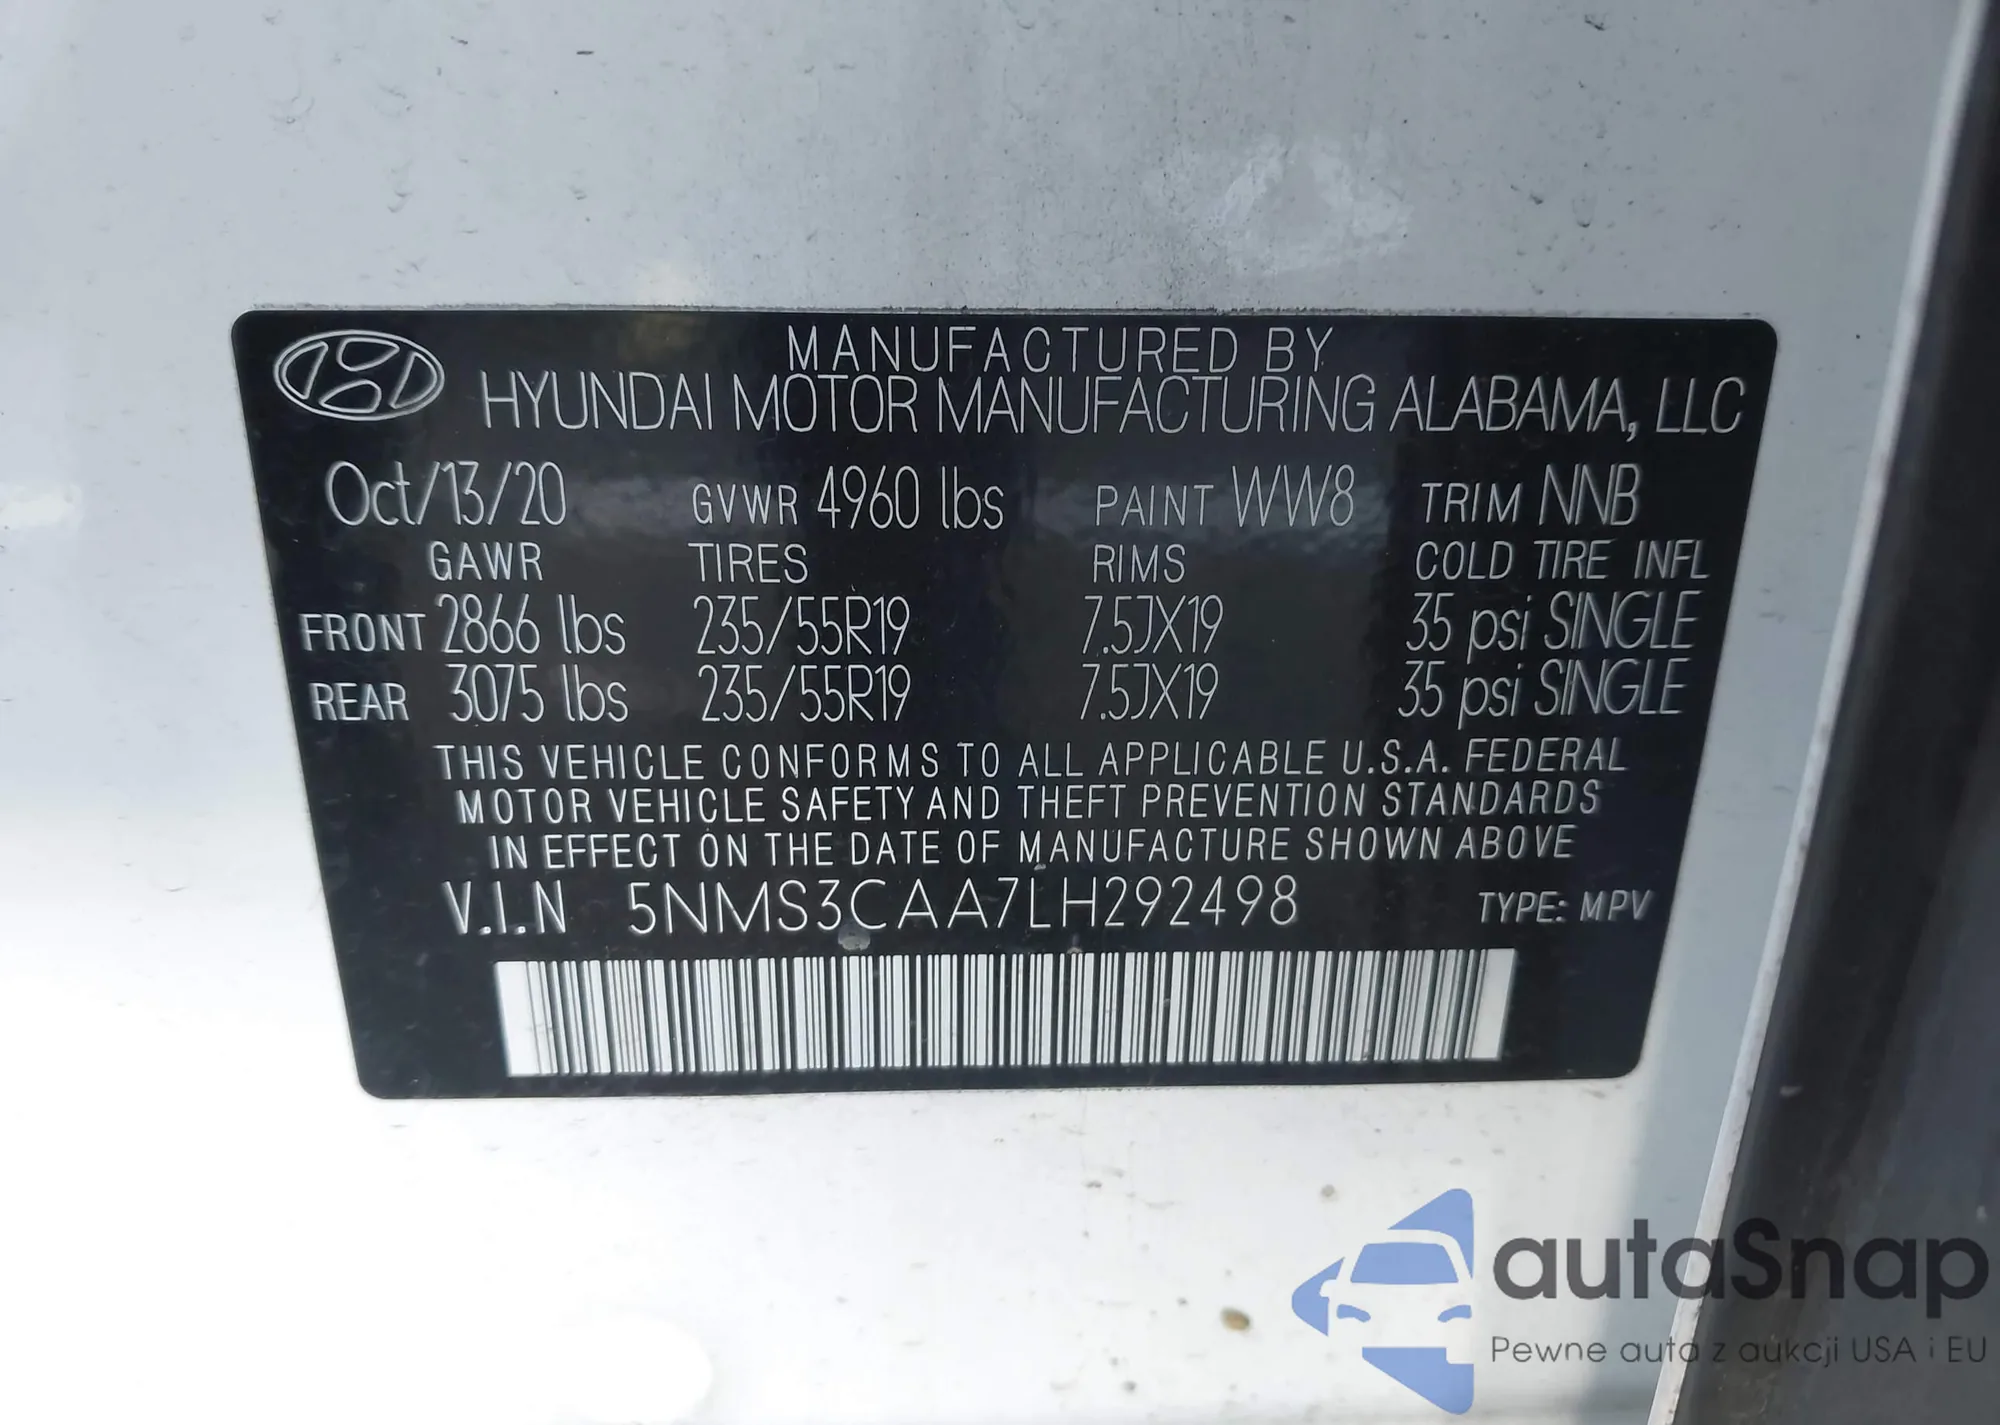 MANUFACTURED BY
HYUNDAI MOTOR MANUFACTURING ALABAMA, LLC
Oct/13/20 GVWR 4960 lbs PAINT WW8 TRIM NNB
GAWR TIRES RIMS COLD TIRE INFL
FRONT 2866 lbs 235/55R19 7.5JX19 35 psi SINGLE
REAR 3075 lbs 235/55R19 7.5JX19 35 psi SINGLE
THIS VEHICLE CONFORMS TO ALL APPLICABLE U.S.A. FEDERAL
MOTOR VEHICLE SAFETY AND THEFT PREVENTION STANDARDS
IN EFFECT ON THE DATE OF MANUFACTURE SHOWN ABOVE
V.I.N 5NMS3CAA7LH292498 TYPE: MPV
autaSnap
Pewne auta z aukcji USA i EU